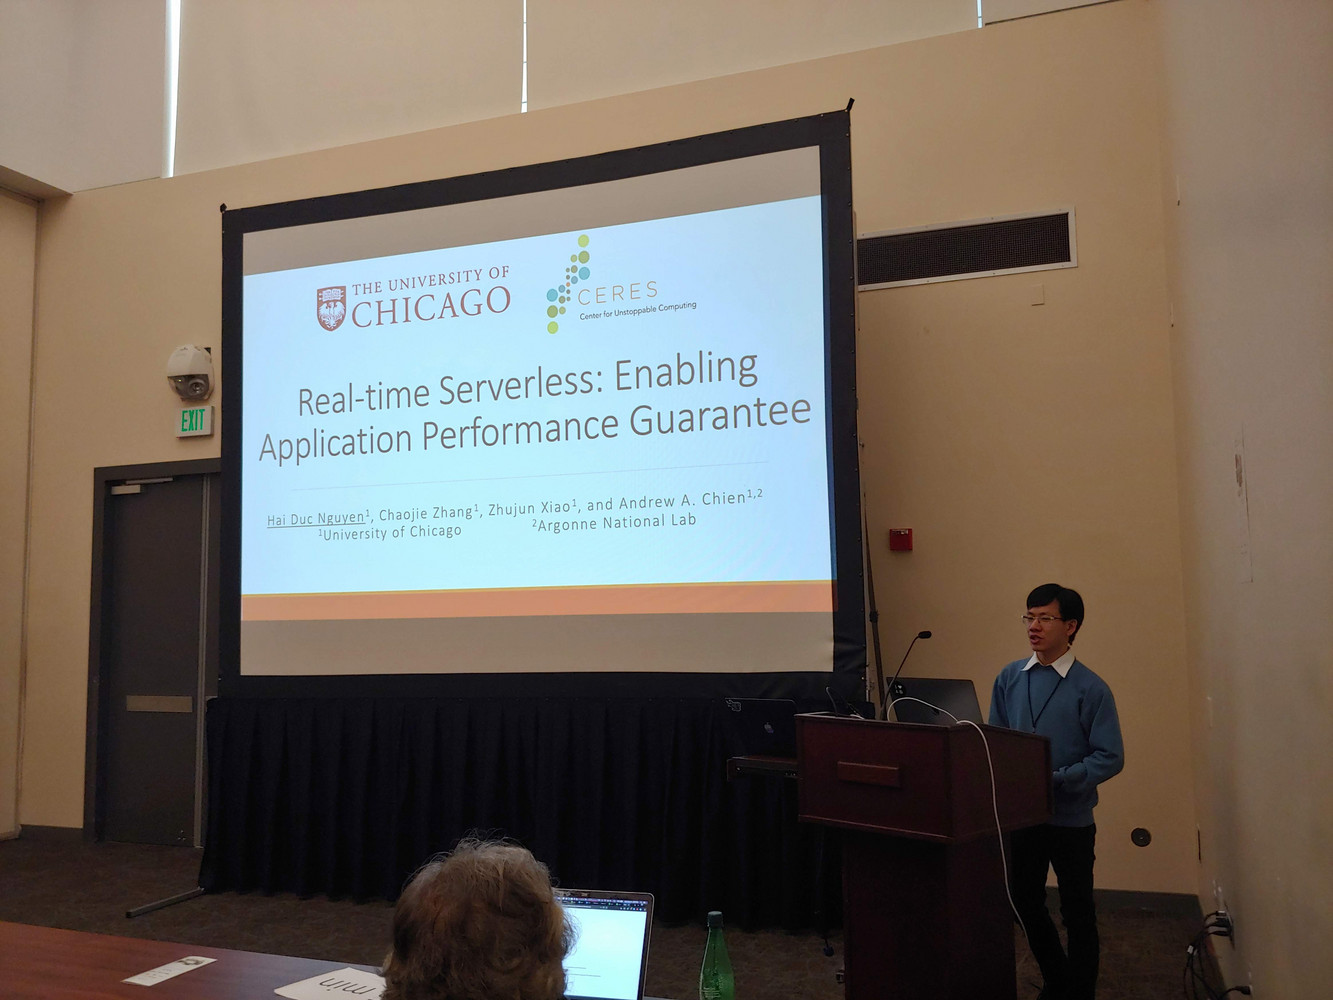 THE UNIVERSITY OF
CHICAGO
CERES
Center for Unstoppable Computing
Real-time Serverless: Enabling
Application Performance Guarantee
Hai Duc Nguyen¹, Chaojie Zhang¹, Zhujun Xiao¹, and Andrew A. Chien¹,²
¹University of Chicago ²Argonne National Lab
EXIT
min